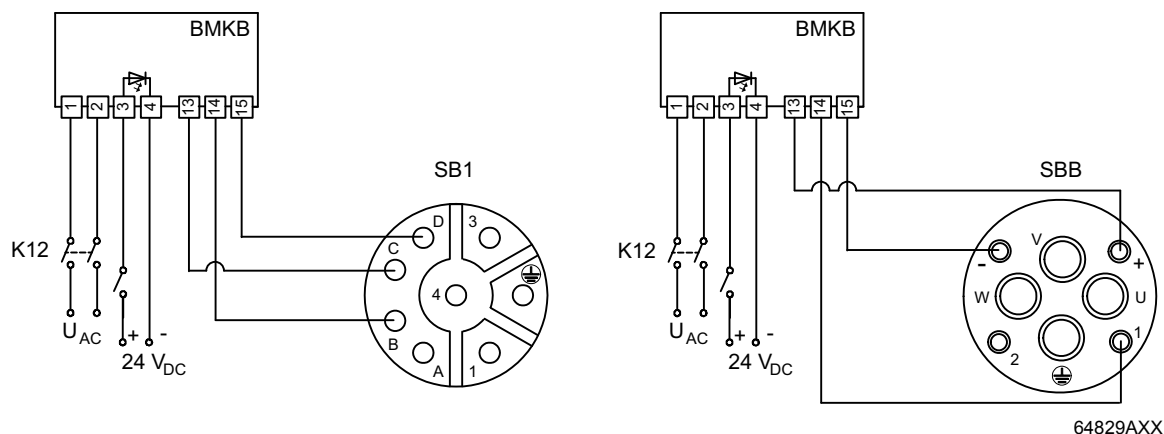 BMKB
1 2 3 4 13 14 15
SB1
K12
U AC
+ -
24 V DC
D 3
C
4
B
A 1
BMKB
1 2 3 4 13 14 15
SBB
K12
U AC
+ -
24 V DC
V
- +
W U
1
2
64829AXX